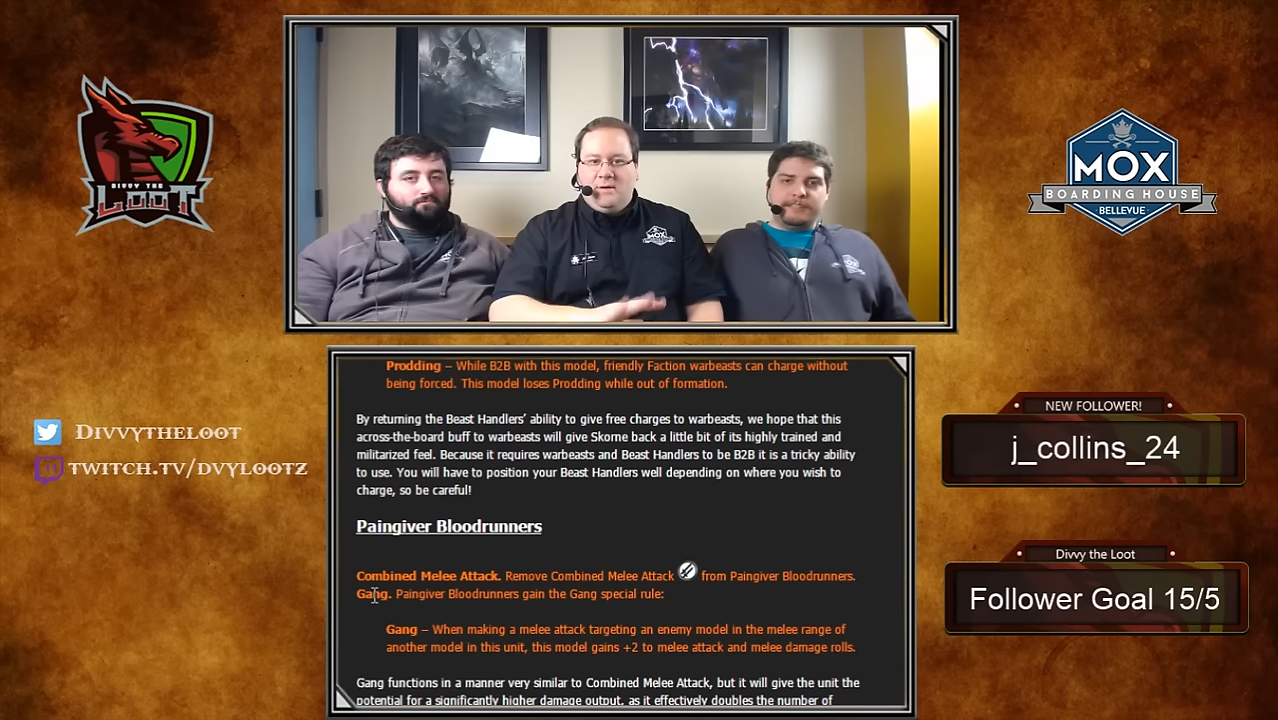 DIVVY THE
LOOT
MOX
BOARDING HOUSE
BELLEVUE
MOX
Prodding – While B2B with this model, friendly Faction warbeasts can charge without
being forced. This model loses Prodding while out of formation.
By returning the Beast Handlers' ability to give free charges to warbeasts, we hope that this
across-the-board buff to warbeasts will give Skorne back a little bit of its highly trained and
militarized feel. Because it requires warbeasts and Beast Handlers to be B2B it is a tricky ability
to use. You will have to position your Beast Handlers well depending on where you wish to
charge, so be careful!
Paingiver Bloodrunners
Combined Melee Attack. Remove Combined Melee Attack from Paingiver Bloodrunners.
Gang. Paingiver Bloodrunners gain the Gang special rule:
Gang – When making a melee attack targeting an enemy model in the melee range of
another model in this unit, this model gains +2 to melee attack and melee damage rolls.
Gang functions in a manner very similar to Combined Melee Attack, but it will give the unit the
potential for a significantly higher damage output, as it effectively doubles the number of
DIVVYTHELOOT
TWITCH.TV/DVYLOOTZ
NEW FOLLOWER!
j_collins_24
Divvy the Loot
Follower Goal 15/5